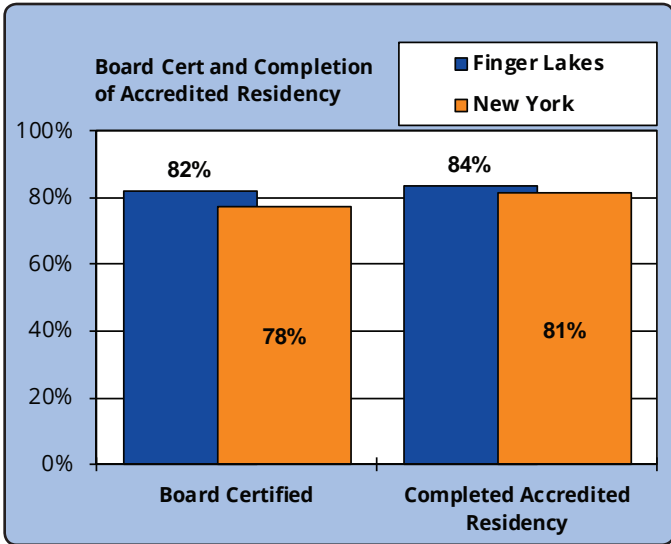 Board Cert and Completion
of Accredited Residency
Finger Lakes
New York
100%
80%
60%
40%
20%
0%
82%
78%
84%
81%
Board Certified
Completed Accredited
Residency